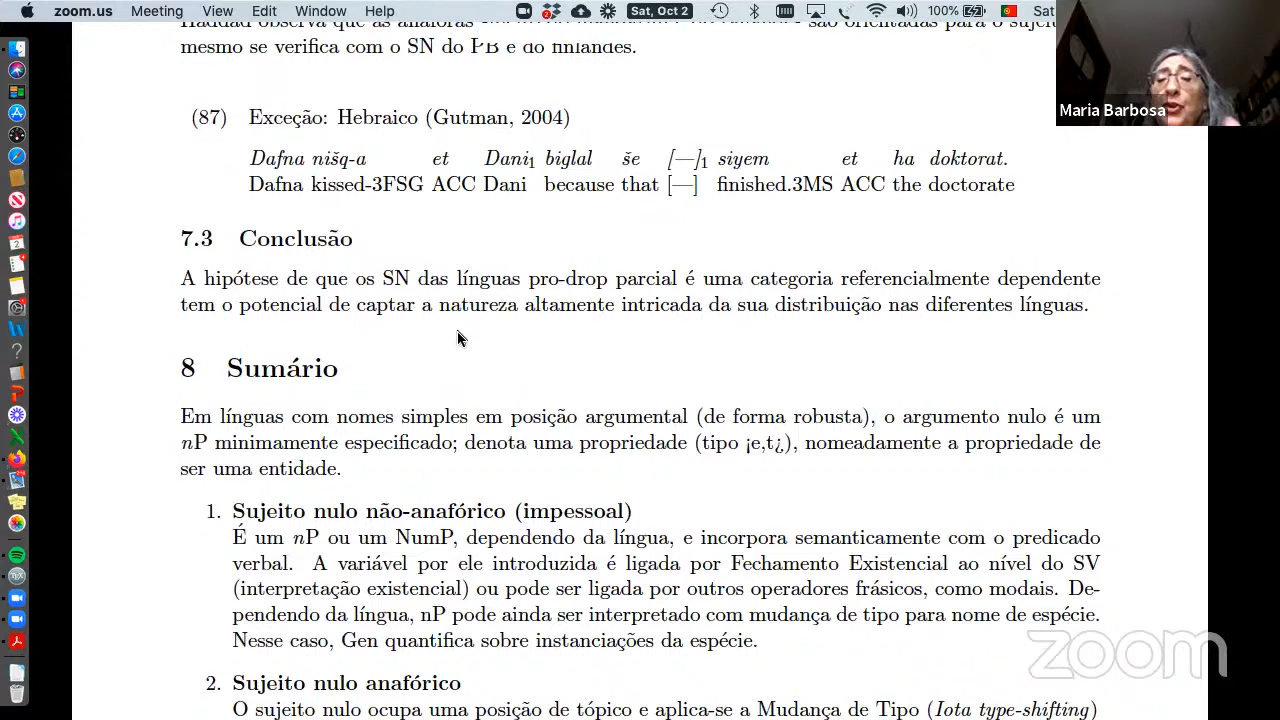 zoom.us Meeting View Edit Window Help Sat, Oct 2 100% Sat
Haddad observa que as anáforas são orientadas para o sujeito
mesmo se verifica com o SN do PB e do finlandês.
Maria Barbosa
(87) Exceção: Hebraico (Gutman, 2004)
Dafna nišq-a et Dani1 biglal še [—]1 siyem et ha doktorat.
Dafna kissed-3FSG ACC Dani because that [—] finished.3MS ACC the doctorate
7.3 Conclusão
A hipótese de que os SN das línguas pro-drop parcial é uma categoria referencialmente dependente
tem o potencial de captar a natureza altamente intricada da sua distribuição nas diferentes línguas.
8 Sumário
Em línguas com nomes simples em posição argumental (de forma robusta), o argumento nulo é um
nP minimamente especificado; denota uma propriedade (tipo ¡e,t¿), nomeadamente a propriedade de
ser uma entidade.
1. Sujeito nulo não-anafórico (impessoal)
É um nP ou um NumP, dependendo da língua, e incorpora semanticamente com o predicado
verbal. A variável por ele introduzida é ligada por Fechamento Existencial ao nível do SV
(interpretação existencial) ou pode ser ligada por outros operadores frásicos, como modais. De-
pendendo da língua, nP pode ainda ser interpretado com mudança de tipo para nome de espécie.
Nesse caso, Gen quantifica sobre instanciações da espécie.
zoom
2. Sujeito nulo anafórico
O sujeito nulo ocupa uma posição de tópico e aplica-se a Mudança de Tipo (Iota type-shifting)